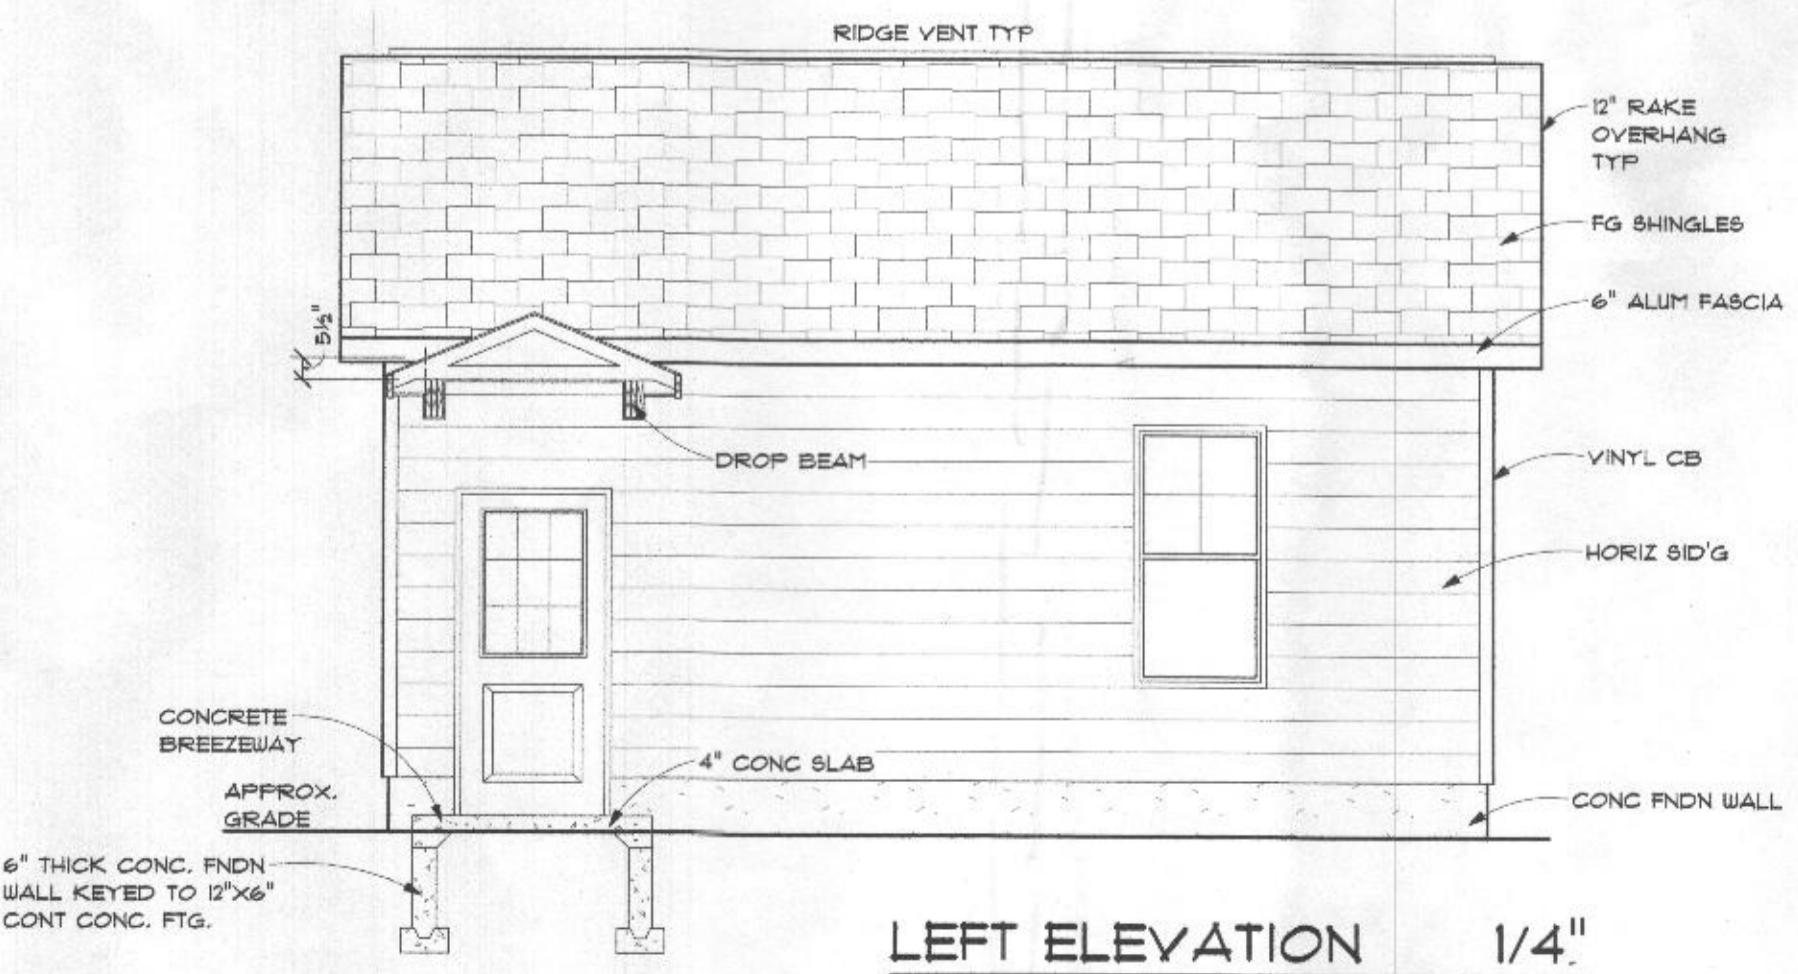 RIDGE VENT TYP
12" RAKE
OVERHANG
TYP
FG SHINGLES
6" ALUM FASCIA
5½"
DROP BEAM
VINYL CB
HORIZ SID'G
CONCRETE
BREEZEWAY
4" CONC SLAB
APPROX.
GRADE
CONC FNDN WALL
6" THICK CONC. FNDN
WALL KEYED TO 12"X6"
CONT CONC. FTG.
LEFT ELEVATION 1/4"